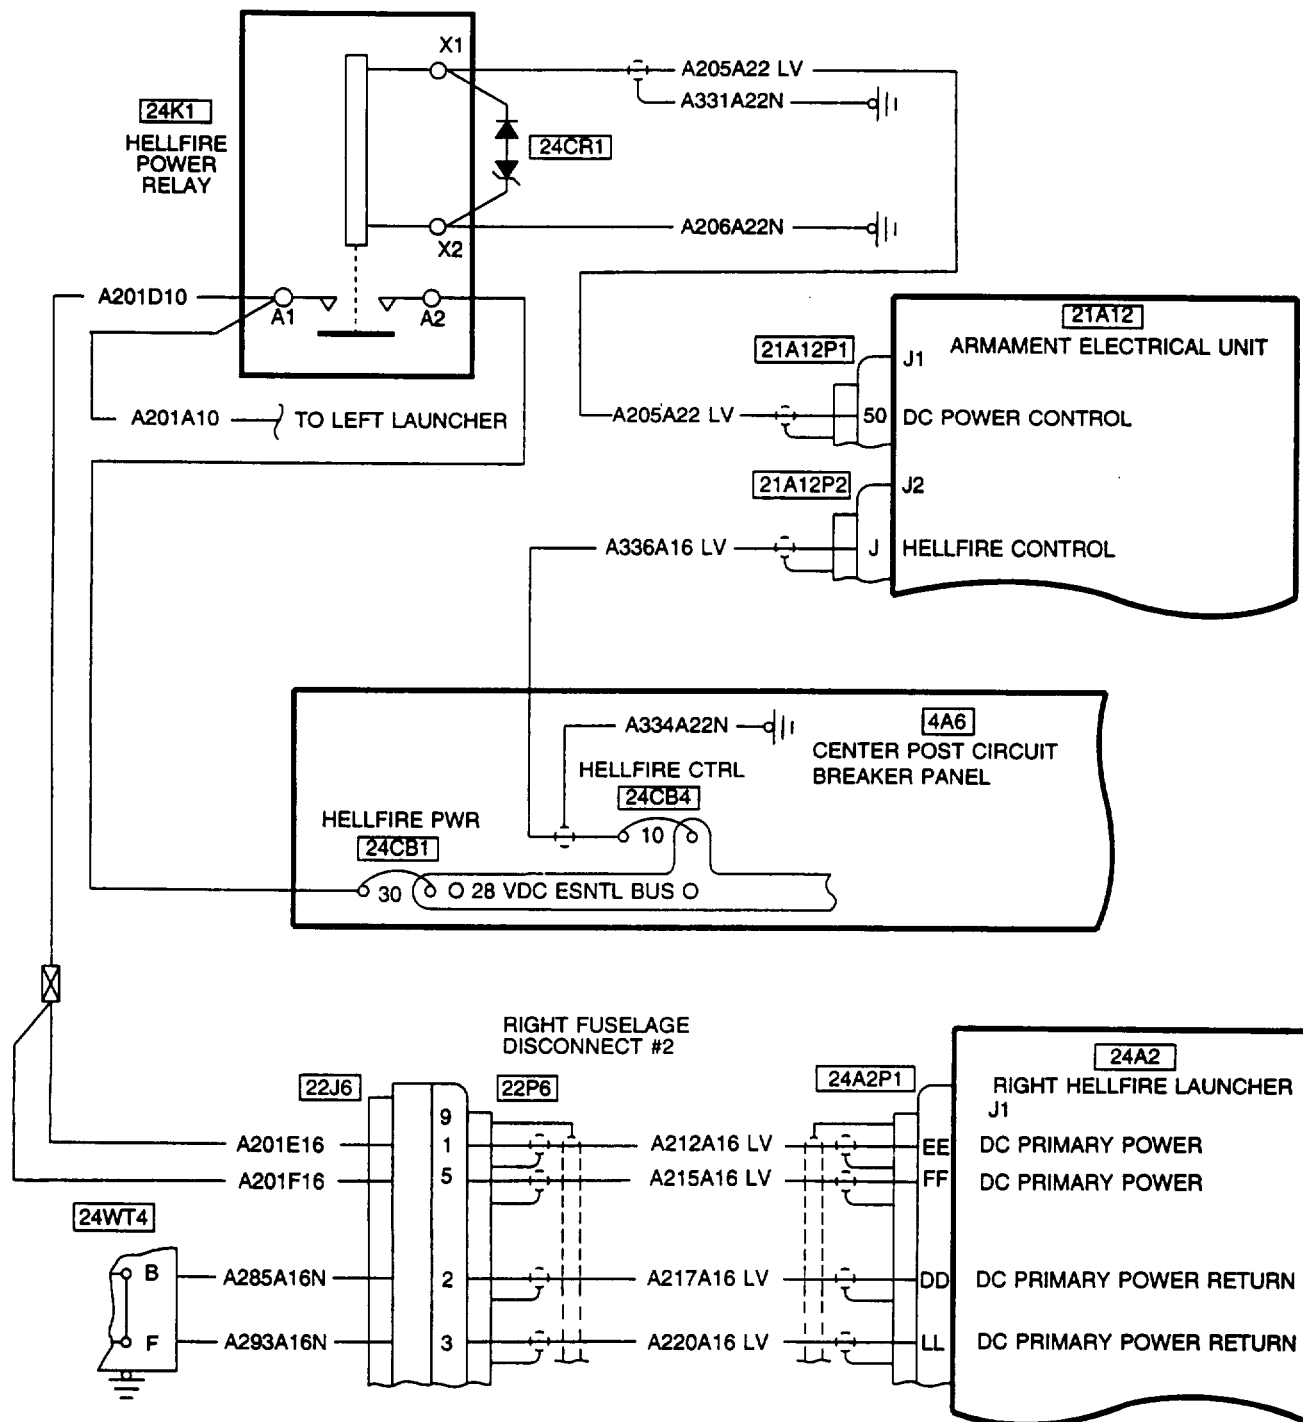 X1
A205A22 LV
A331A22N
24K1
HELLFIRE
POWER
RELAY
24CR1
A206A22N
X2
A201D10
A1
A2
21A12
ARMAMENT ELECTRICAL UNIT
21A12P1
J1
A201A10
TO LEFT LAUNCHER
A205A22 LV
50
DC POWER CONTROL
21A12P2
J2
A336A16 LV
J
HELLFIRE CONTROL
A334A22N
4A6
CENTER POST CIRCUIT
BREAKER PANEL
HELLFIRE CTRL
24CB4
10
HELLFIRE PWR
24CB1
30
28 VDC ESNTL BUS
RIGHT FUSELAGE
DISCONNECT #2
22J6
22P6
24A2P1
24A2
RIGHT HELLFIRE LAUNCHER
J1
9
A201E16
1
A212A16 LV
EE
DC PRIMARY POWER
A201F16
5
A215A16 LV
FF
DC PRIMARY POWER
24WT4
B
A285A16N
2
A217A16 LV
DD
DC PRIMARY POWER RETURN
F
A293A16N
3
A220A16 LV
LL
DC PRIMARY POWER RETURN